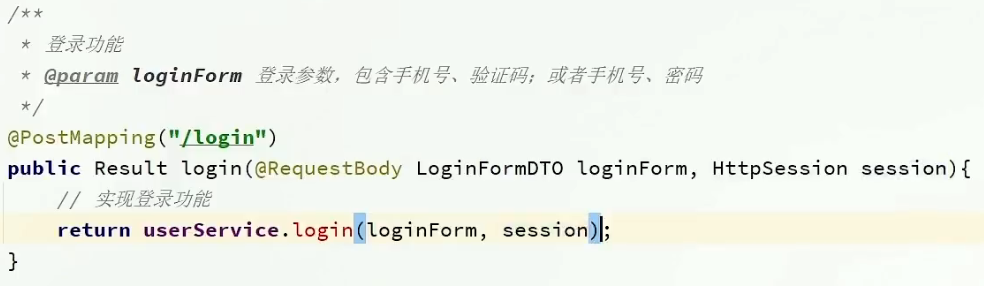 /**
 * 登录功能
 * @param loginForm 登录参数，包含手机号、验证码；或者手机号、密码
 */
@PostMapping("/login")
public Result login(@RequestBody LoginFormDTO loginForm, HttpSession session){
    // 实现登录功能
    return userService.login(loginForm, session);
}